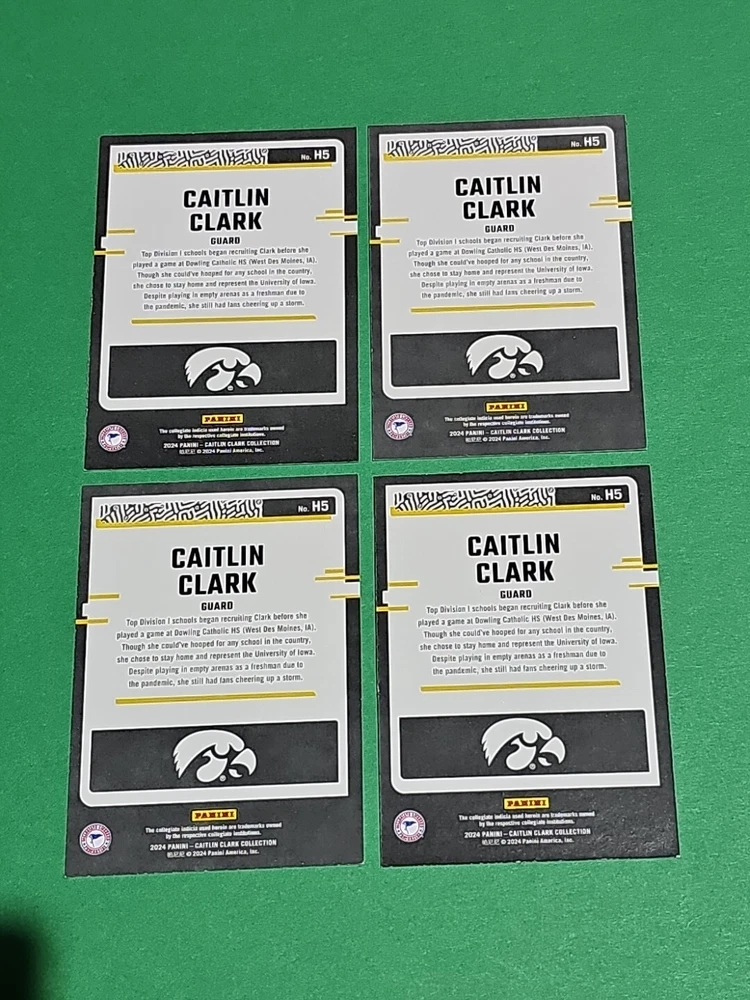 No. H5
CAITLIN
CLARK
GUARD
Top Division I schools began recruiting Clark before she
played a game at Dowling Catholic HS (West Des Moines, IA).
Though she could've hooped for any school in the country,
she chose to stay home and represent the University of Iowa.
Despite playing in empty arenas as a freshman due to
the pandemic, she still had fans cheering up a storm.
PANINI
The collegiate indicia used herein are trademarks owned
by the respective collegiate institutions.
2024 PANINI – CAITLIN CLARK COLLECTION
帕尼尼 © 2024 Panini America, Inc.
No. H5
CAITLIN
CLARK
GUARD
Top Division I schools began recruiting Clark before she
played a game at Dowling Catholic HS (West Des Moines, IA).
Though she could've hooped for any school in the country,
she chose to stay home and represent the University of Iowa.
Despite playing in empty arenas as a freshman due to
the pandemic, she still had fans cheering up a storm.
PANINI
The collegiate indicia used herein are trademarks owned
by the respective collegiate institutions.
2024 PANINI – CAITLIN CLARK COLLECTION
帕尼尼 © 2024 Panini America, Inc.
No. H5
CAITLIN
CLARK
GUARD
Top Division I schools began recruiting Clark before she
played a game at Dowling Catholic HS (West Des Moines, IA).
Though she could've hooped for any school in the country,
she chose to stay home and represent the University of Iowa.
Despite playing in empty arenas as a freshman due to
the pandemic, she still had fans cheering up a storm.
PANINI
The collegiate indicia used herein are trademarks owned
by the respective collegiate institutions.
2024 PANINI – CAITLIN CLARK COLLECTION
帕尼尼 © 2024 Panini America, Inc.
No. H5
CAITLIN
CLARK
GUARD
Top Division I schools began recruiting Clark before she
played a game at Dowling Catholic HS (West Des Moines, IA).
Though she could've hooped for any school in the country,
she chose to stay home and represent the University of Iowa.
Despite playing in empty arenas as a freshman due to
the pandemic, she still had fans cheering up a storm.
PANINI
The collegiate indicia used herein are trademarks owned
by the respective collegiate institutions.
2024 PANINI – CAITLIN CLARK COLLECTION
帕尼尼 © 2024 Panini America, Inc.